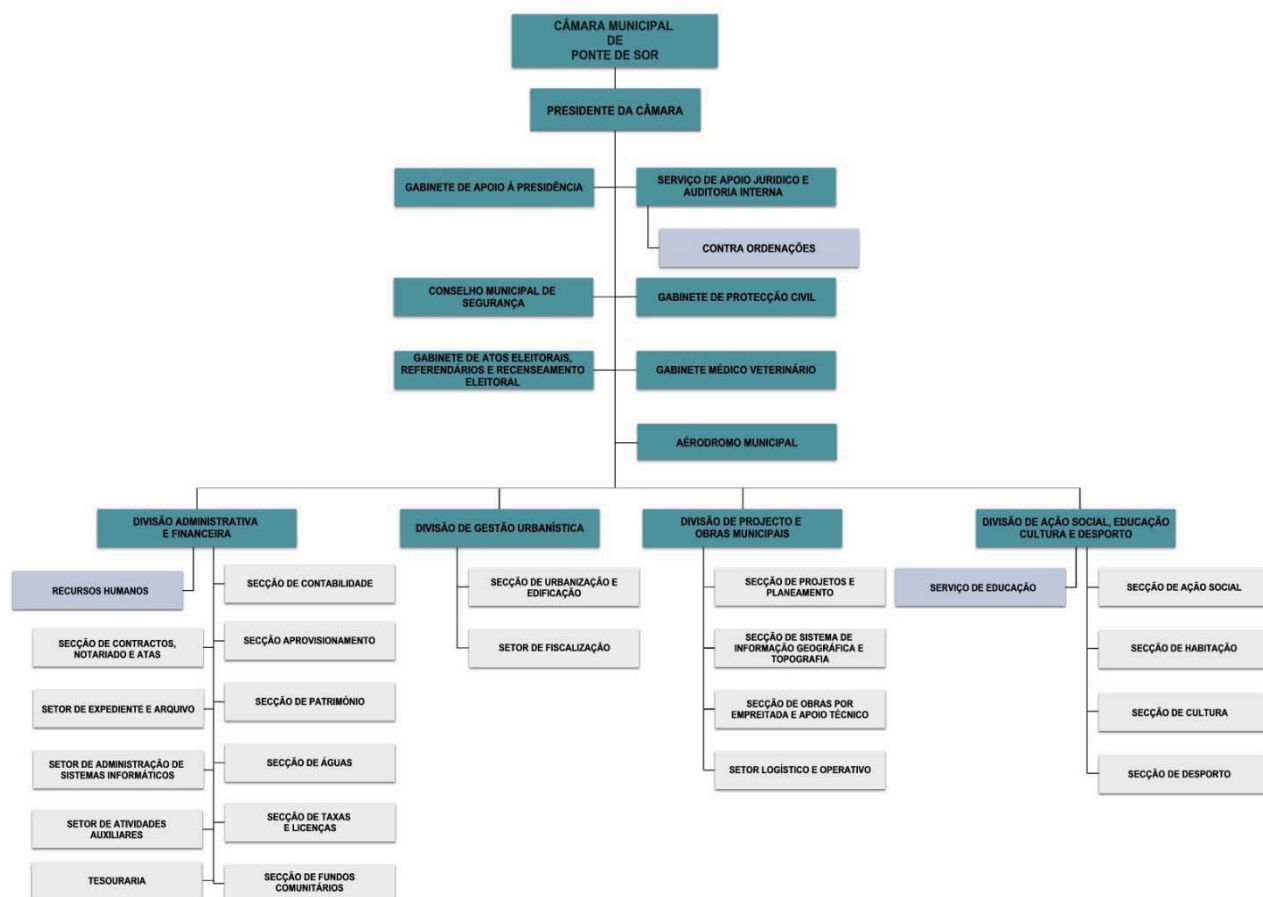 CÂMARA MUNICIPAL
DE
PONTE DE SOR
PRESIDENTE DA CÂMARA
GABINETE DE APOIO Á PRESIDÊNCIA
SERVIÇO DE APOIO JURIDICO E
AUDITORIA INTERNA
CONTRA ORDENAÇÕES
CONSELHO MUNICIPAL DE
SEGURANÇA
GABINETE DE PROTECÇÃO CIVIL
GABINETE DE ATOS ELEITORAIS,
REFERENDÁRIOS E RECENSEAMENTO
ELEITORAL
GABINETE MÉDICO VETERINÁRIO
AÉRODROMO MUNICIPAL
DIVISÃO ADMINISTRATIVA
E FINANCEIRA
RECURSOS HUMANOS
SECÇÃO DE CONTABILIDADE
SECÇÃO DE CONTRACTOS,
NOTARIADO E ATAS
SECÇÃO APROVISIONAMENTO
SETOR DE EXPEDIENTE E ARQUIVO
SECÇÃO DE PATRIMÓNIO
SETOR DE ADMINISTRAÇÃO DE
SISTEMAS INFORMÁTICOS
SECÇÃO DE ÁGUAS
SETOR DE ATIVIDADES
AUXILIARES
SECÇÃO DE TAXAS
E LICENÇAS
TESOURARIA
SECÇÃO DE FUNDOS
COMUNITÁRIOS
DIVISÃO DE GESTÃO URBANÍSTICA
SECÇÃO DE URBANIZAÇÃO E
EDIFICAÇÃO
SETOR DE FISCALIZAÇÃO
DIVISÃO DE PROJECTO E
OBRAS MUNICIPAIS
SECÇÃO DE PROJETOS E
PLANEAMENTO
SECÇÃO DE SISTEMA DE
INFORMAÇÃO GEOGRÁFICA E
TOPOGRAFIA
SECÇÃO DE OBRAS POR
EMPREITADA E APOIO TÉCNICO
SETOR LOGÍSTICO E OPERATIVO
DIVISÃO DE AÇÃO SOCIAL, EDUCAÇÃO
CULTURA E DESPORTO
SERVIÇO DE EDUCAÇÃO
SECÇÃO DE AÇÃO SOCIAL
SECÇÃO DE HABITAÇÃO
SECÇÃO DE CULTURA
SECÇÃO DE DESPORTO